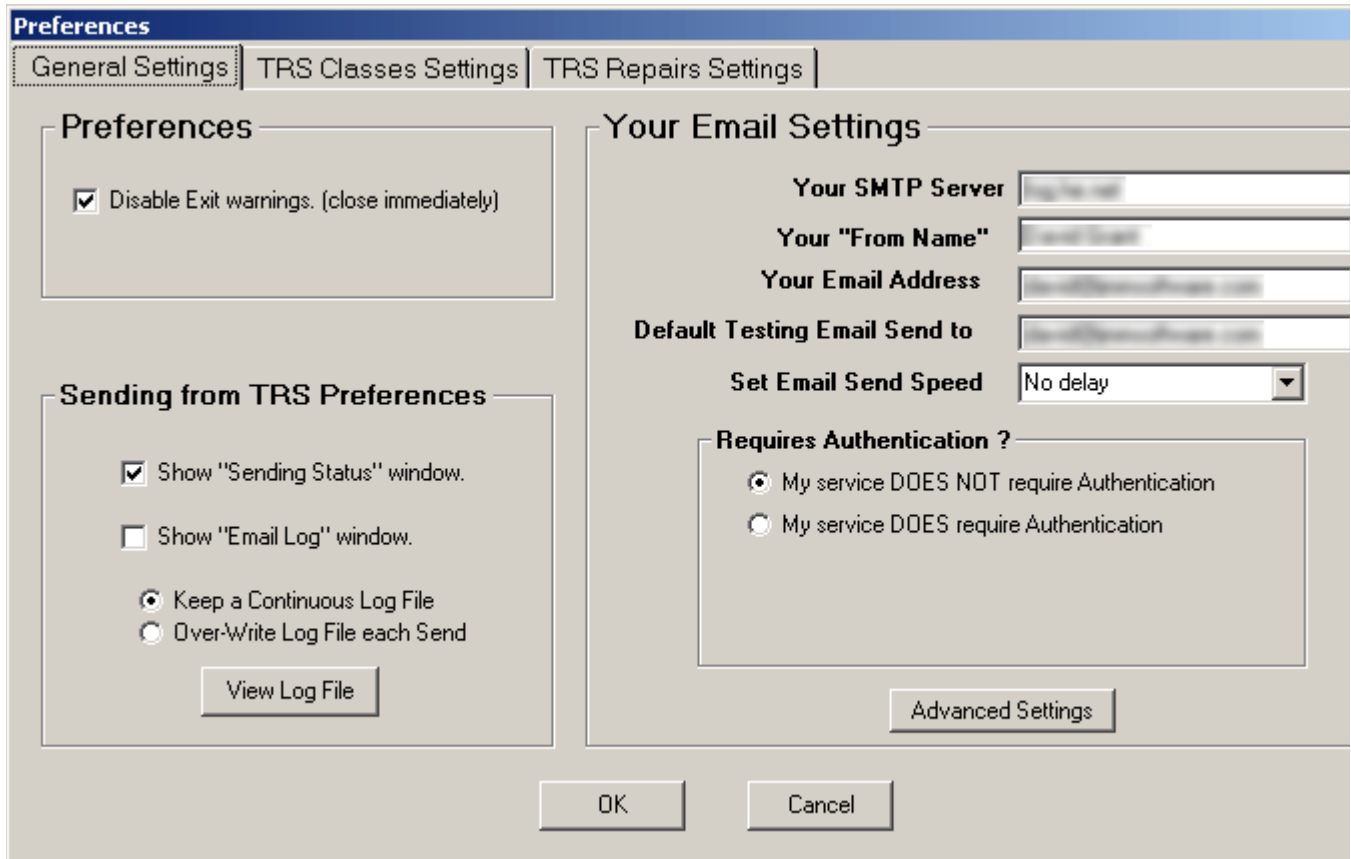 Preferences
General Settings
TRS Classes Settings
TRS Repairs Settings
Preferences
Disable Exit warnings. (close immediately)
Sending from TRS Preferences
Show "Sending Status" window.
Show "Email Log" window.
Keep a Continuous Log File
Over-Write Log File each Send
View Log File
Your Email Settings
Your SMTP Server
Your "From Name"
Your Email Address
Default Testing Email Send to
Set Email Send Speed
No delay
Requires Authentication ?
My service DOES NOT require Authentication
My service DOES require Authentication
Advanced Settings
OK
Cancel